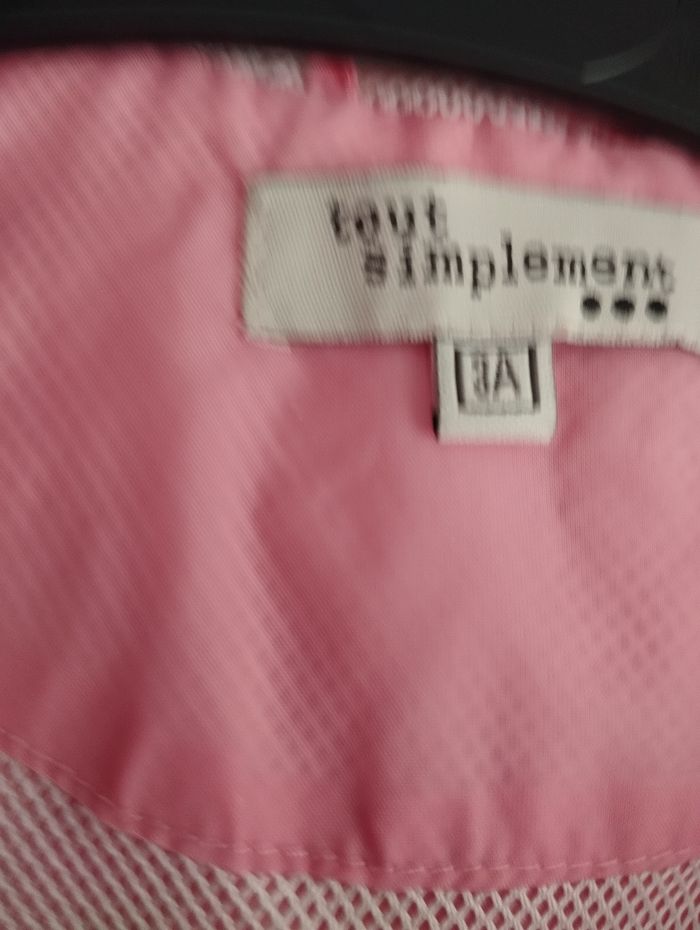 tout
simplement
•••
3A